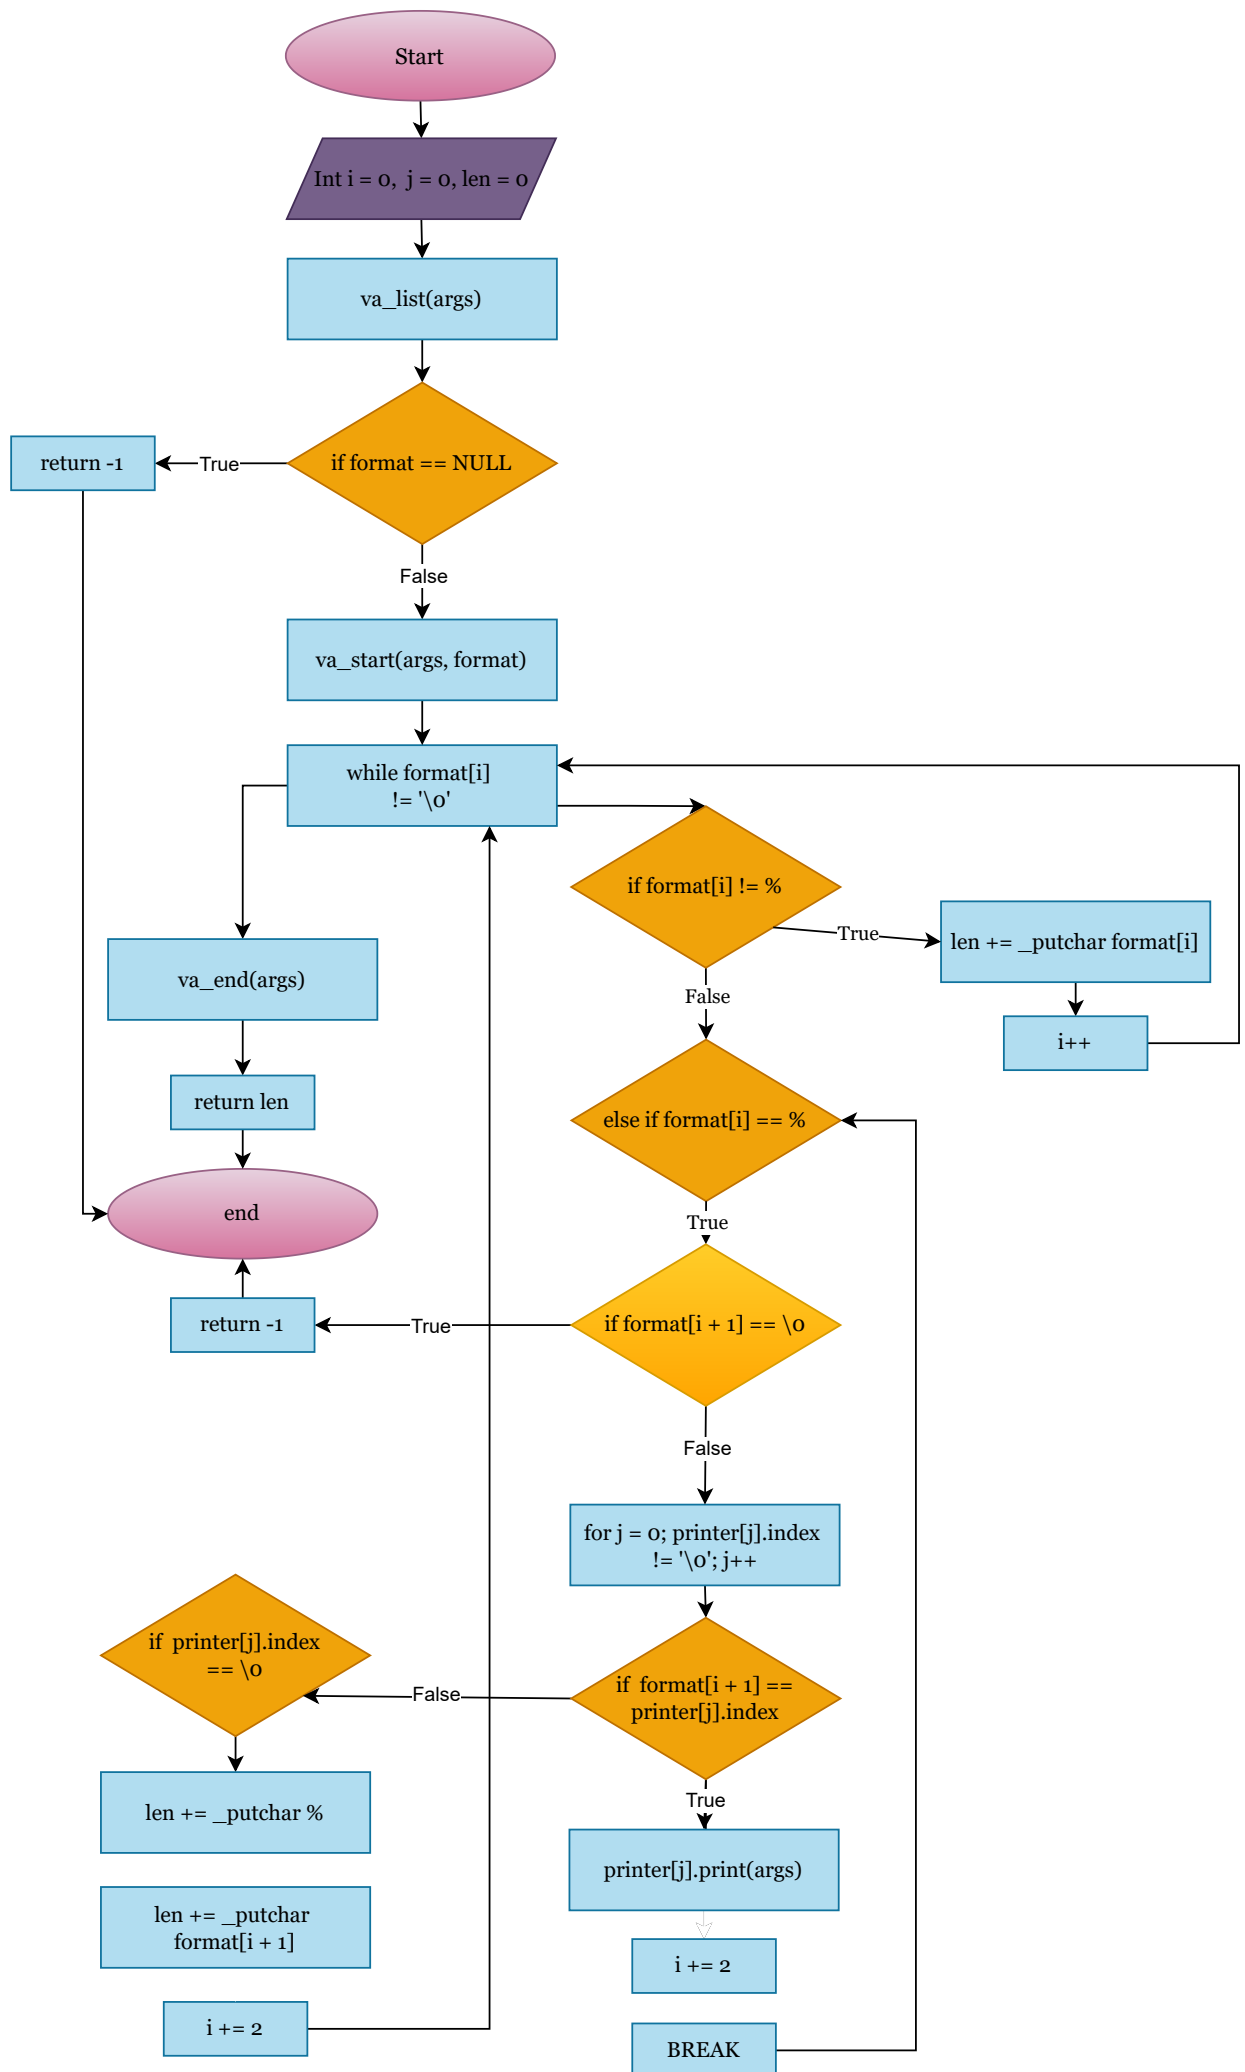 Start
Int i = 0,  j = 0, len = 0
va_list(args)
if format == NULL
True
return -1
False
va_start(args, format)
while format[i]
!= '\0'
if format[i] != %
True
len += _putchar format[i]
i++
False
va_end(args)
return len
else if format[i] == %
end
True
return -1
True
if format[i + 1] == \0
False
for j = 0; printer[j].index
!= '\0'; j++
if  printer[j].index
== \0
False
if  format[i + 1] ==
printer[j].index
True
len += _putchar %
printer[j].print(args)
len += _putchar
format[i + 1]
i += 2
i += 2
BREAK